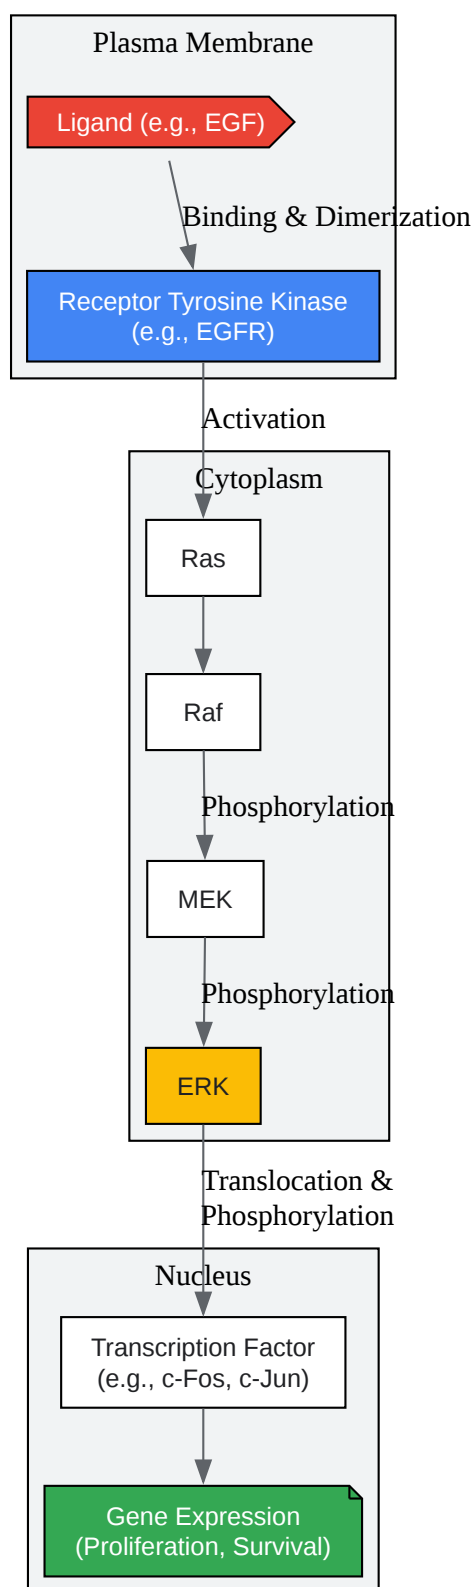 Plasma Membrane
Ligand (e.g., EGF)
Binding & Dimerization
Receptor Tyrosine Kinase
(e.g., EGFR)
Activation
Cytoplasm
Ras
Raf
Phosphorylation
MEK
Phosphorylation
ERK
Translocation &
Phosphorylation
Nucleus
Transcription Factor
(e.g., c-Fos, c-Jun)
Gene Expression
(Proliferation, Survival)